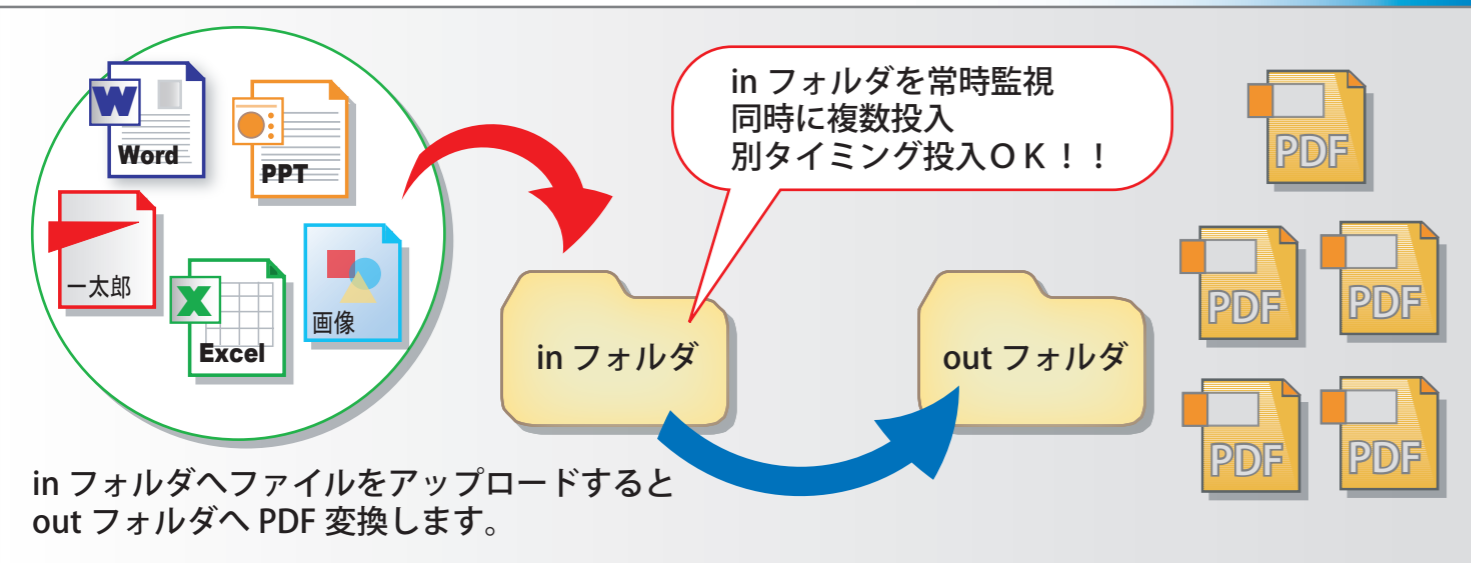 W
Word
PPT
一太郎
X
Excel
画像
in フォルダを常時監視
同時に複数投入
別タイミング投入ＯＫ！！
in フォルダ
out フォルダ
PDF
PDF
PDF
PDF
PDF
in フォルダへファイルをアップロードすると
out フォルダへ PDF 変換します。